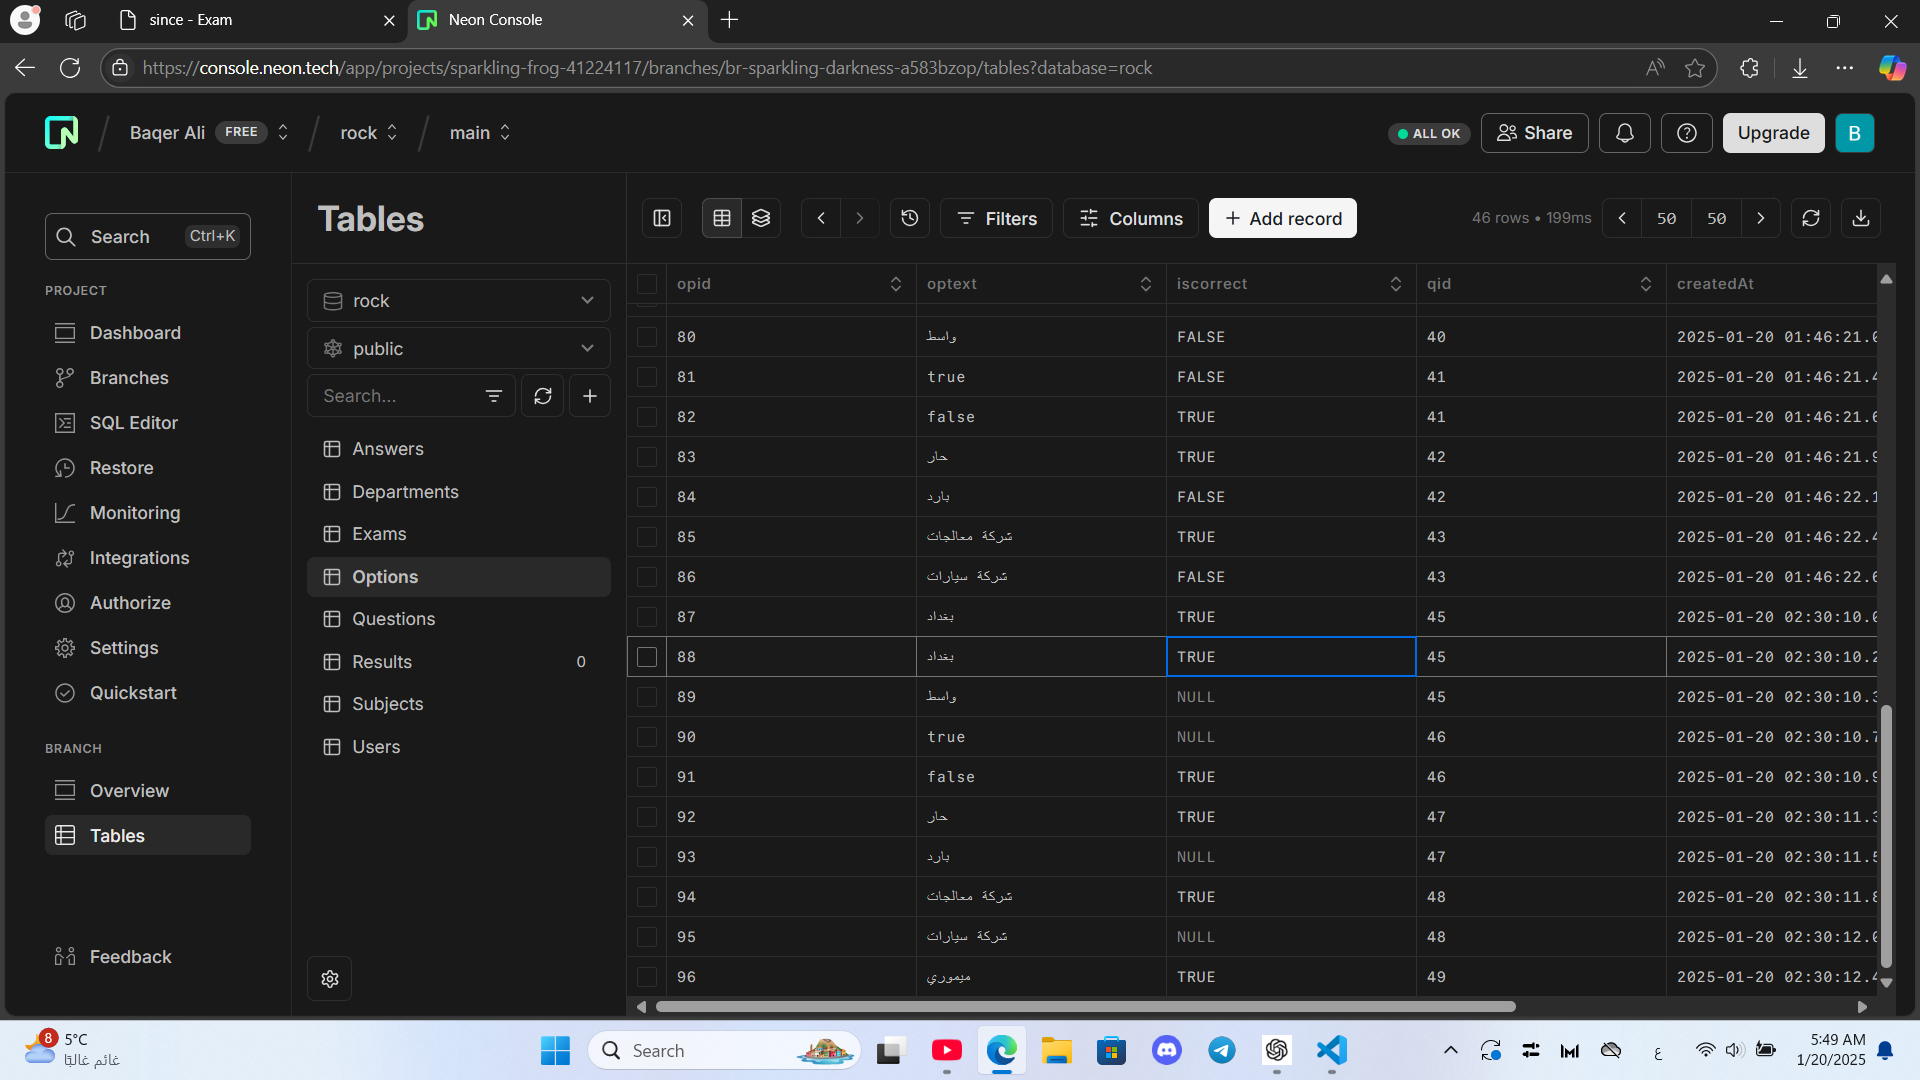 since - Exam
Neon Console
https://console.neon.tech/app/projects/sparkling-frog-41224117/branches/br-sparkling-darkness-a583bzop/tables?database=rock
Baqer Ali FREE
rock
main
ALL OK
Share
Upgrade
B
Search Ctrl+K
PROJECT
Dashboard
Branches
SQL Editor
Restore
Monitoring
Integrations
Authorize
Settings
Quickstart
BRANCH
Overview
Tables
Feedback
Tables
rock
public
Search...
Answers
Departments
Exams
Options
Questions
Results 0
Subjects
Users
Filters
Columns
Add record
46 rows • 199ms
50 50
opid optext iscorrect qid createdAt
80 واسط FALSE 40 2025-01-20 01:46:21.0
81 true FALSE 41 2025-01-20 01:46:21.4
82 false TRUE 41 2025-01-20 01:46:21.6
83 حار TRUE 42 2025-01-20 01:46:21.9
84 بارد FALSE 42 2025-01-20 01:46:22.1
85 شركة معالجات TRUE 43 2025-01-20 01:46:22.4
86 شركة سيارات FALSE 43 2025-01-20 01:46:22.6
87 بغداد TRUE 45 2025-01-20 02:30:10.0
88 بغداد TRUE 45 2025-01-20 02:30:10.2
89 واسط NULL 45 2025-01-20 02:30:10.3
90 true NULL 46 2025-01-20 02:30:10.7
91 false TRUE 46 2025-01-20 02:30:10.9
92 حار TRUE 47 2025-01-20 02:30:11.3
93 بارد NULL 47 2025-01-20 02:30:11.5
94 شركة معالجات TRUE 48 2025-01-20 02:30:11.8
95 شركة سيارات NULL 48 2025-01-20 02:30:12.0
96 ميموري TRUE 49 2025-01-20 02:30:12.4
8
5°C
غائم غالبًا
Search
ع
5:49 AM
1/20/2025